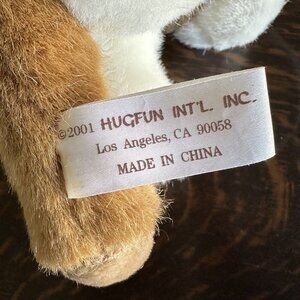 ©2001 HUGFUN INT'L. INC.
Los Angeles, CA 90058
MADE IN CHINA